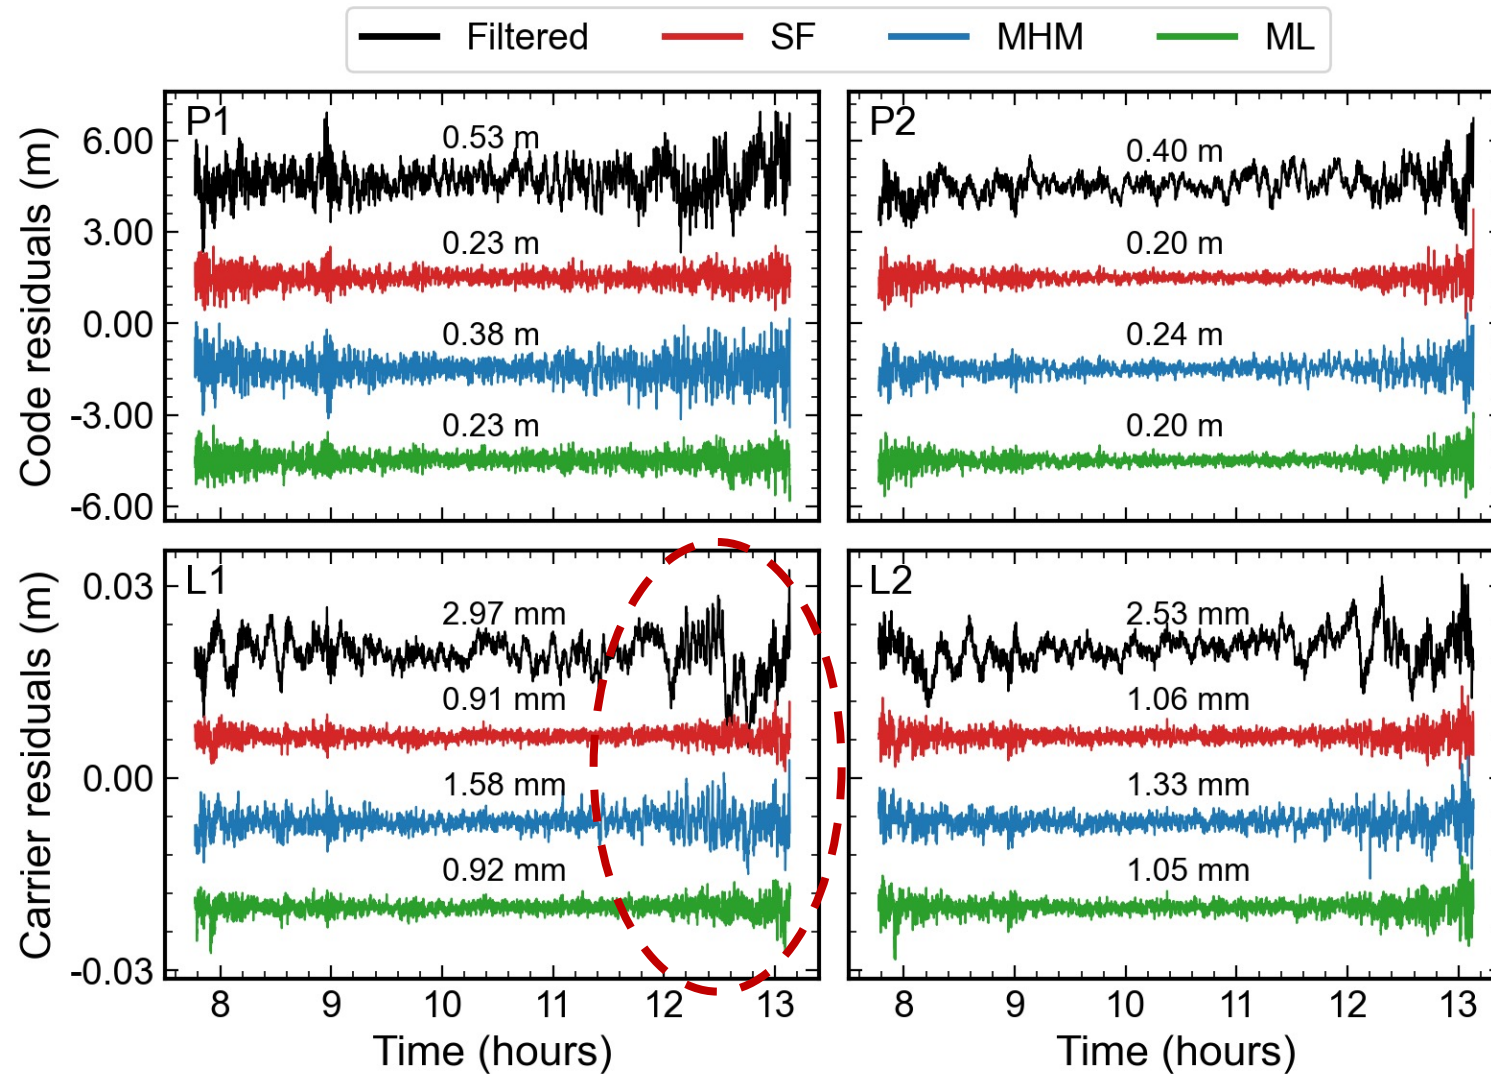 Filtered SF MHM ML
P1
0.53 m
0.23 m
0.38 m
0.23 m
6.00
3.00
0.00
-3.00
-6.00
Code residuals (m)
P2
0.40 m
0.20 m
0.24 m
0.20 m
L1
2.97 mm
0.91 mm
1.58 mm
0.92 mm
0.03
0.00
-0.03
Carrier residuals (m)
8 9 10 11 12 13
Time (hours)
L2
2.53 mm
1.06 mm
1.33 mm
1.05 mm
8 9 10 11 12 13
Time (hours)